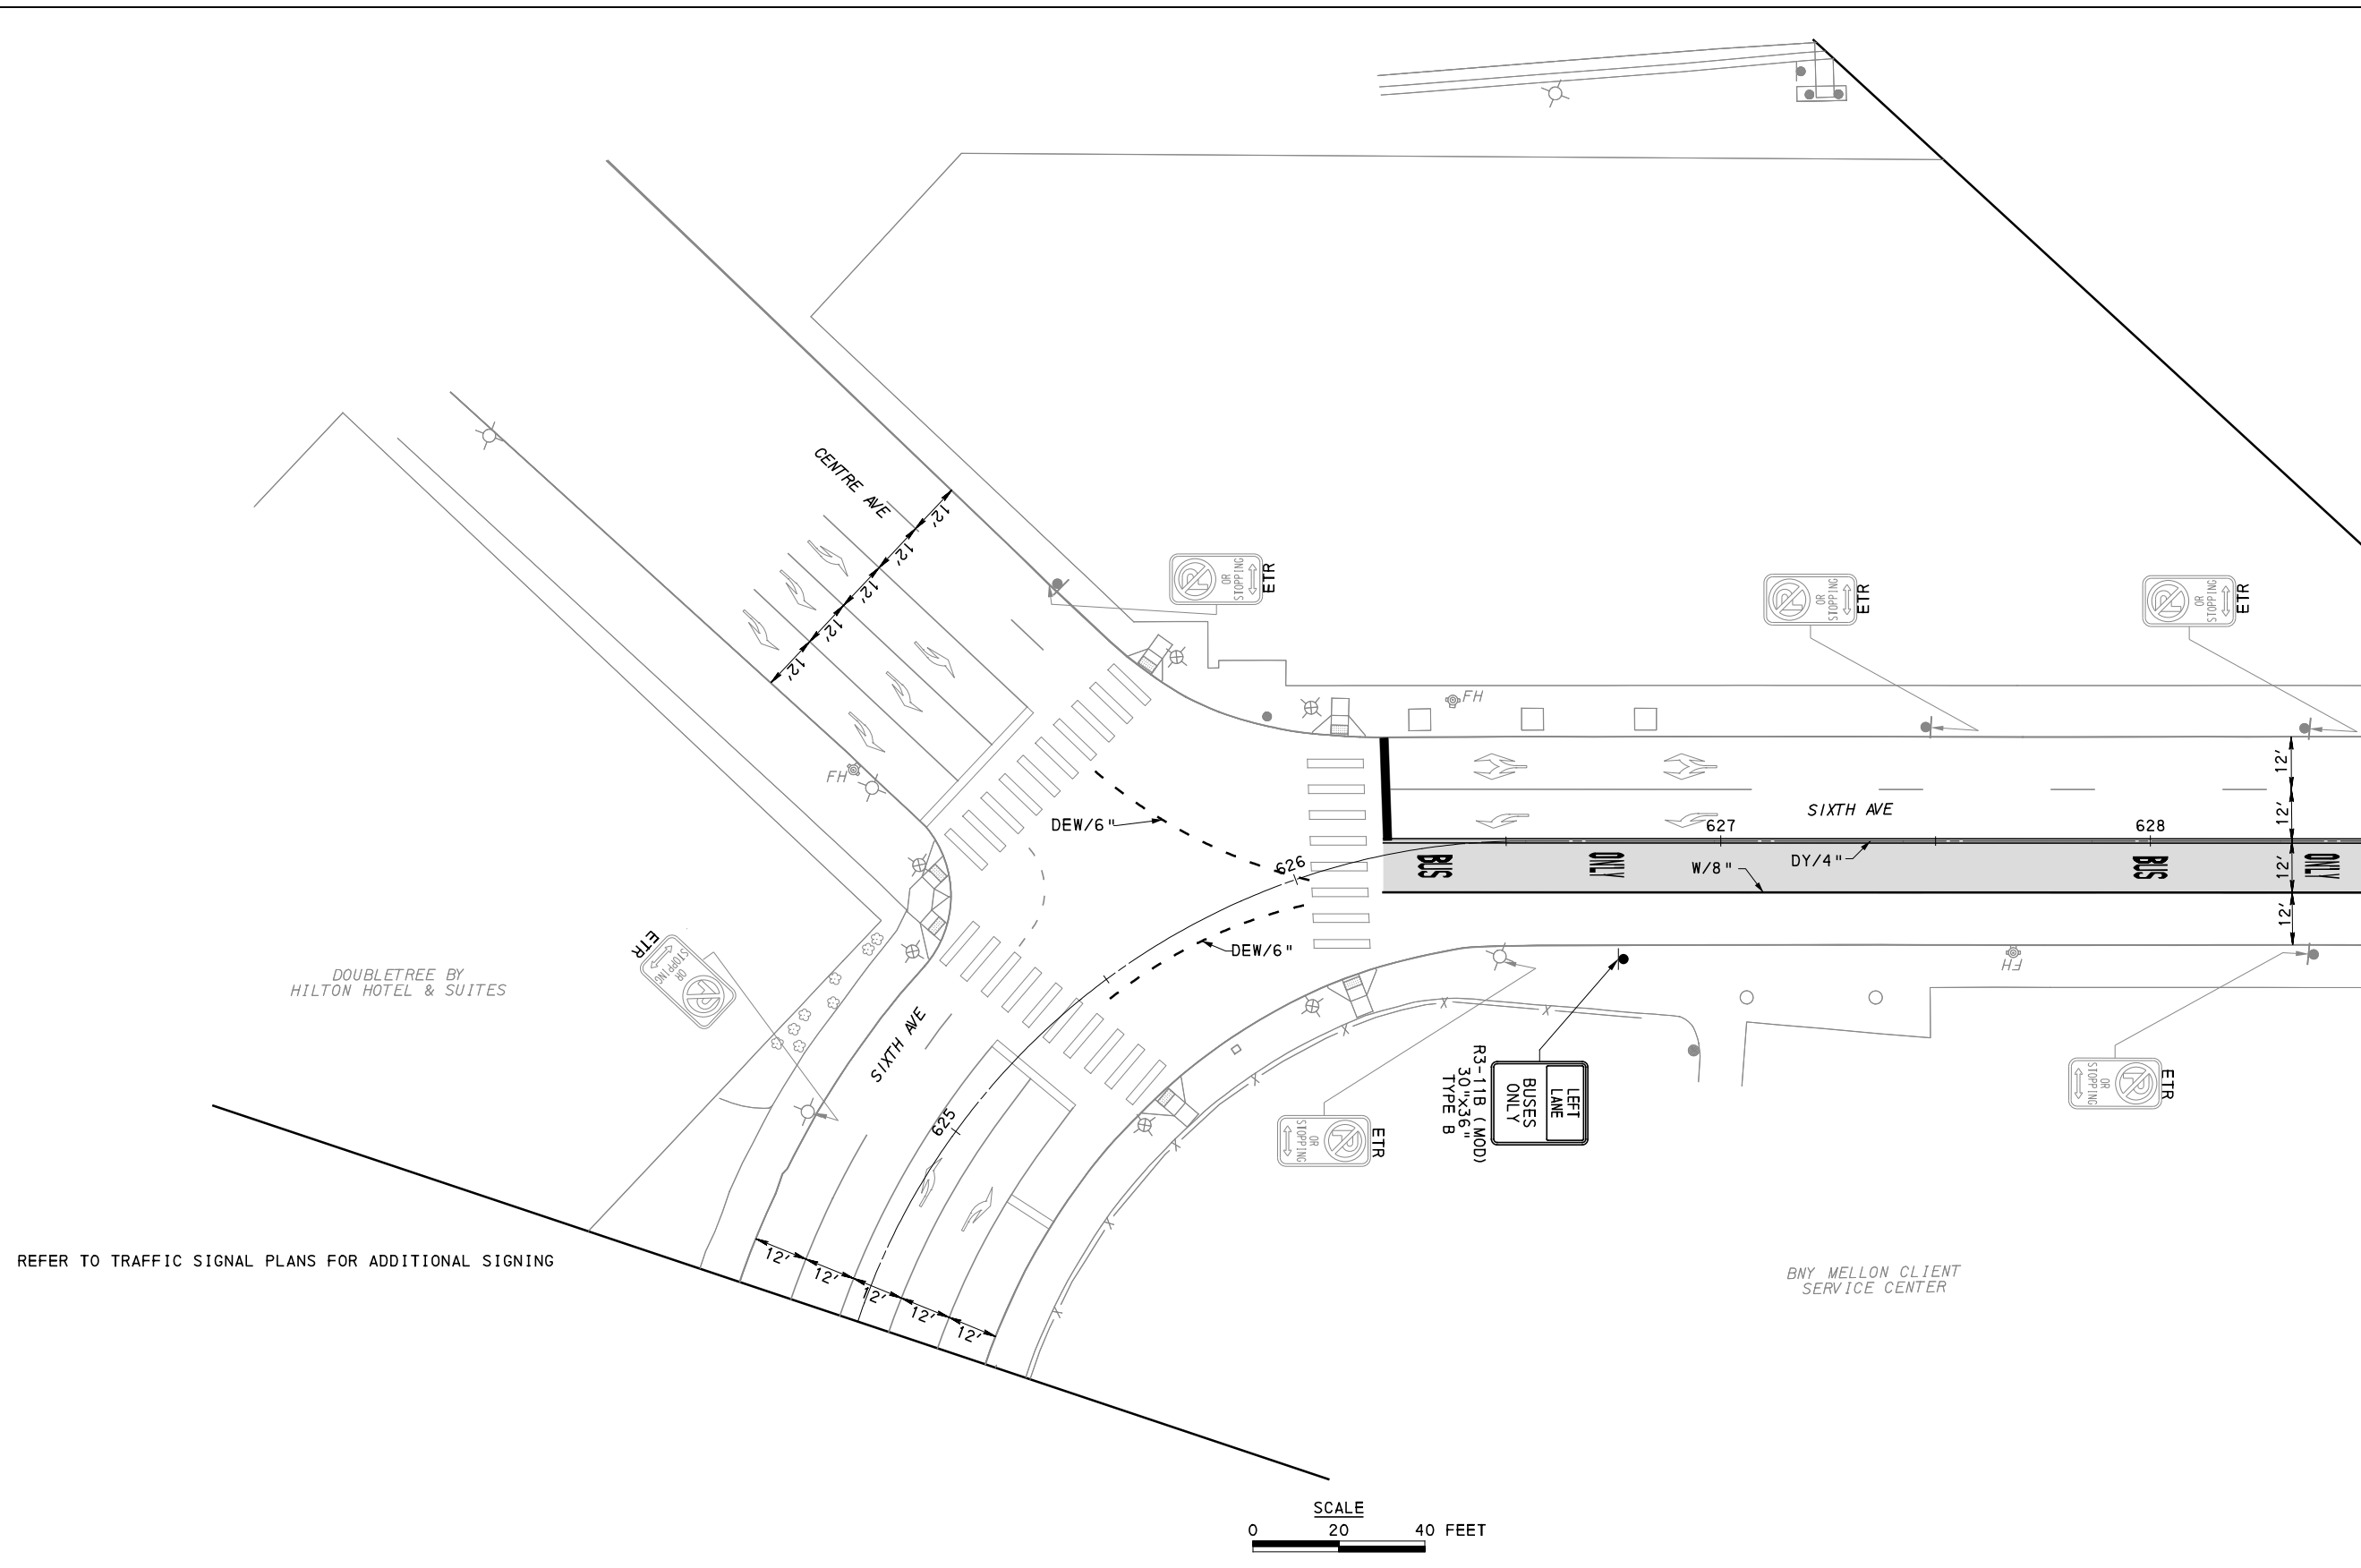 CENTRE AVE
12'
12'
12'
12'
12'
OR
STOPPING
ETR
P
OR
STOPPING
ETR
P
OR
STOPPING
ETR
P
FH
FH
DEW/6"
SIXTH AVE
12'
12'
12'
12'
626
627
628
BUS
ONLY
W/8"
DY/4"
BUS
ONLY
DEW/6"
FH
ETR
P
OR
STOPPING
DOUBLETREE BY
HILTON HOTEL & SUITES
SIXTH AVE
625
LEFT
LANE
BUSES
ONLY
R3-11B (MOD)
30"x36"
TYPE B
P
OR
STOPPING
ETR
P
OR
STOPPING
ETR
12'
12'
12'
12'
12'
REFER TO TRAFFIC SIGNAL PLANS FOR ADDITIONAL SIGNING
BNY MELLON CLIENT
SERVICE CENTER
SCALE
0 20 40 FEET